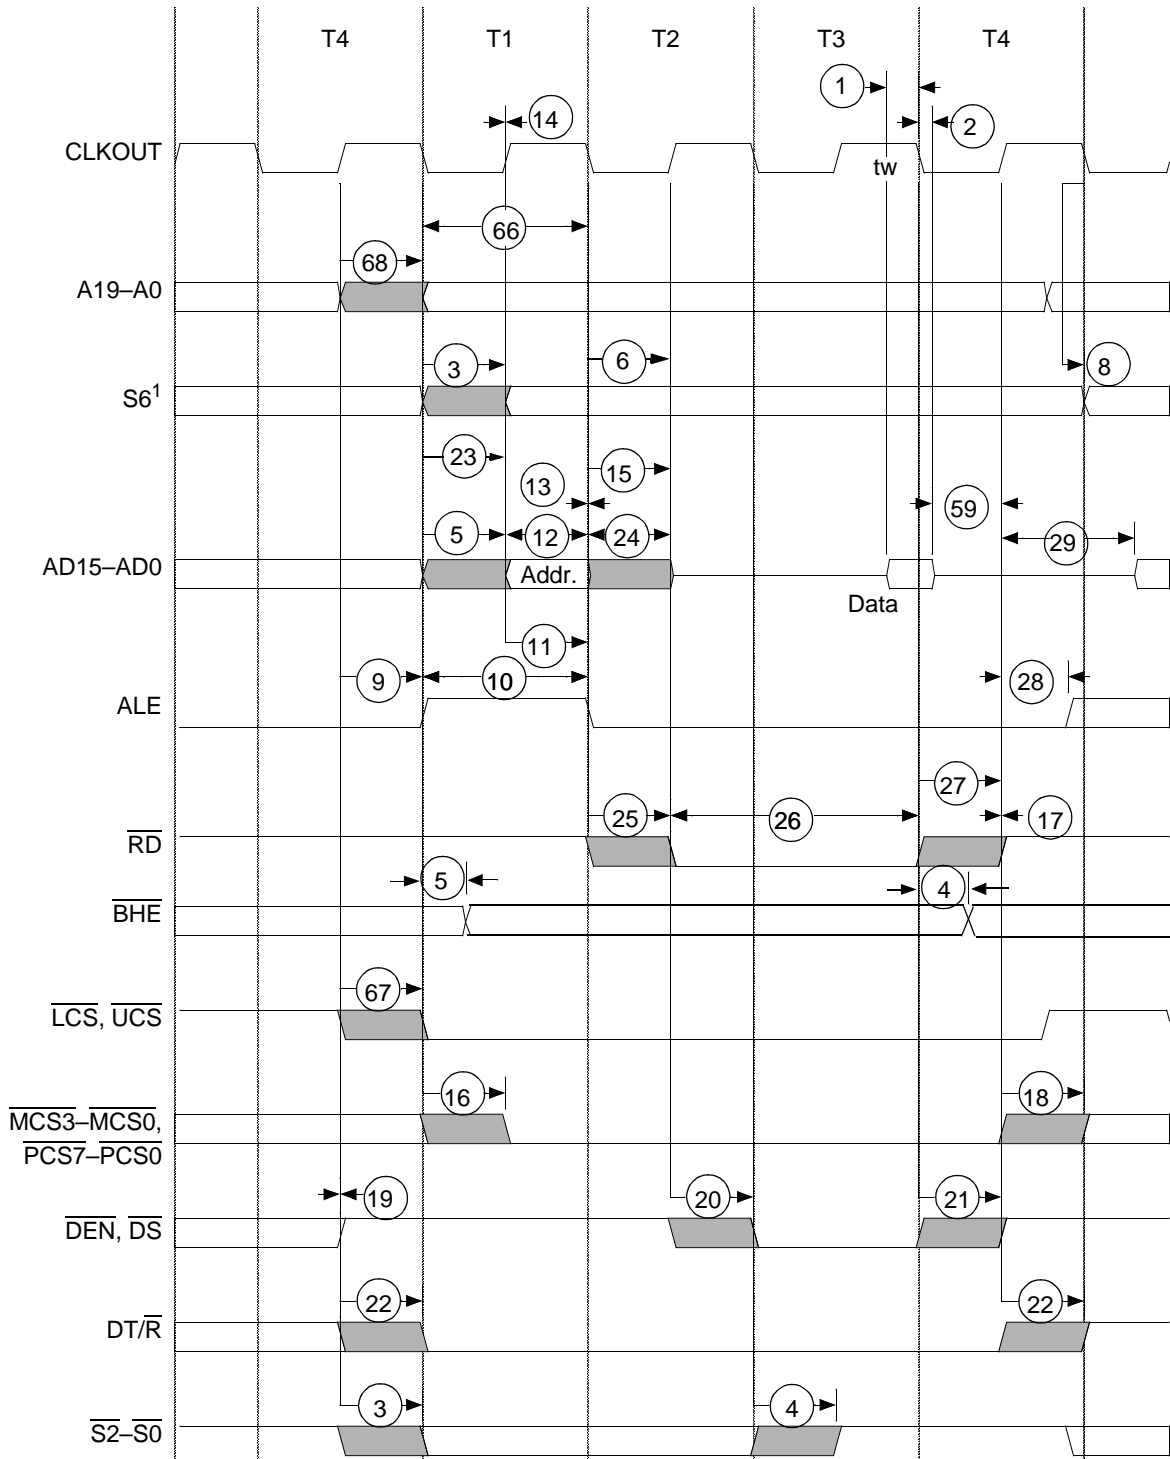 T4 T1 T2 T3 T4
1
14 2
CLKOUT
tw
66
68
A19–A0
3 6 8
S6¹
23 15
13
5 12 24 59 29
AD15–AD0 Addr.
Data
11
9 10 28
ALE
27
25 26 17
RD
5 4
BHE
67
LCS, UCS
16 18
MCS3–MCS0,
PCS7–PCS0
19 20 21
DEN, DS
22 22
DT/R
3 4
S2–S0